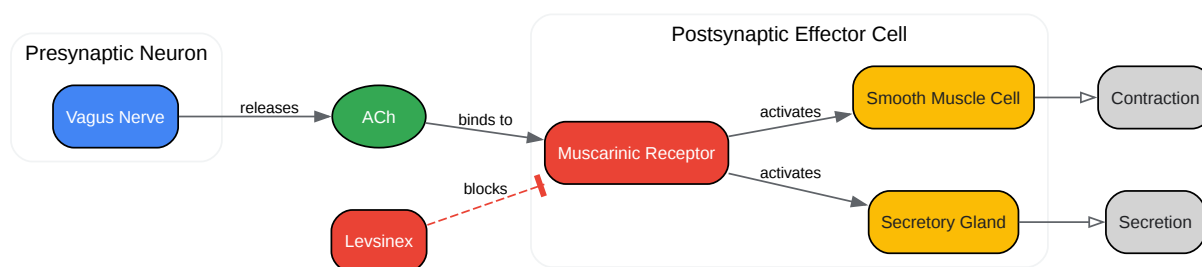 Presynaptic Neuron
Vagus Nerve
releases
ACh
binds to
Levsinex
blocks
Postsynaptic Effector Cell
Muscarinic Receptor
activates
Smooth Muscle Cell
Contraction
activates
Secretory Gland
Secretion